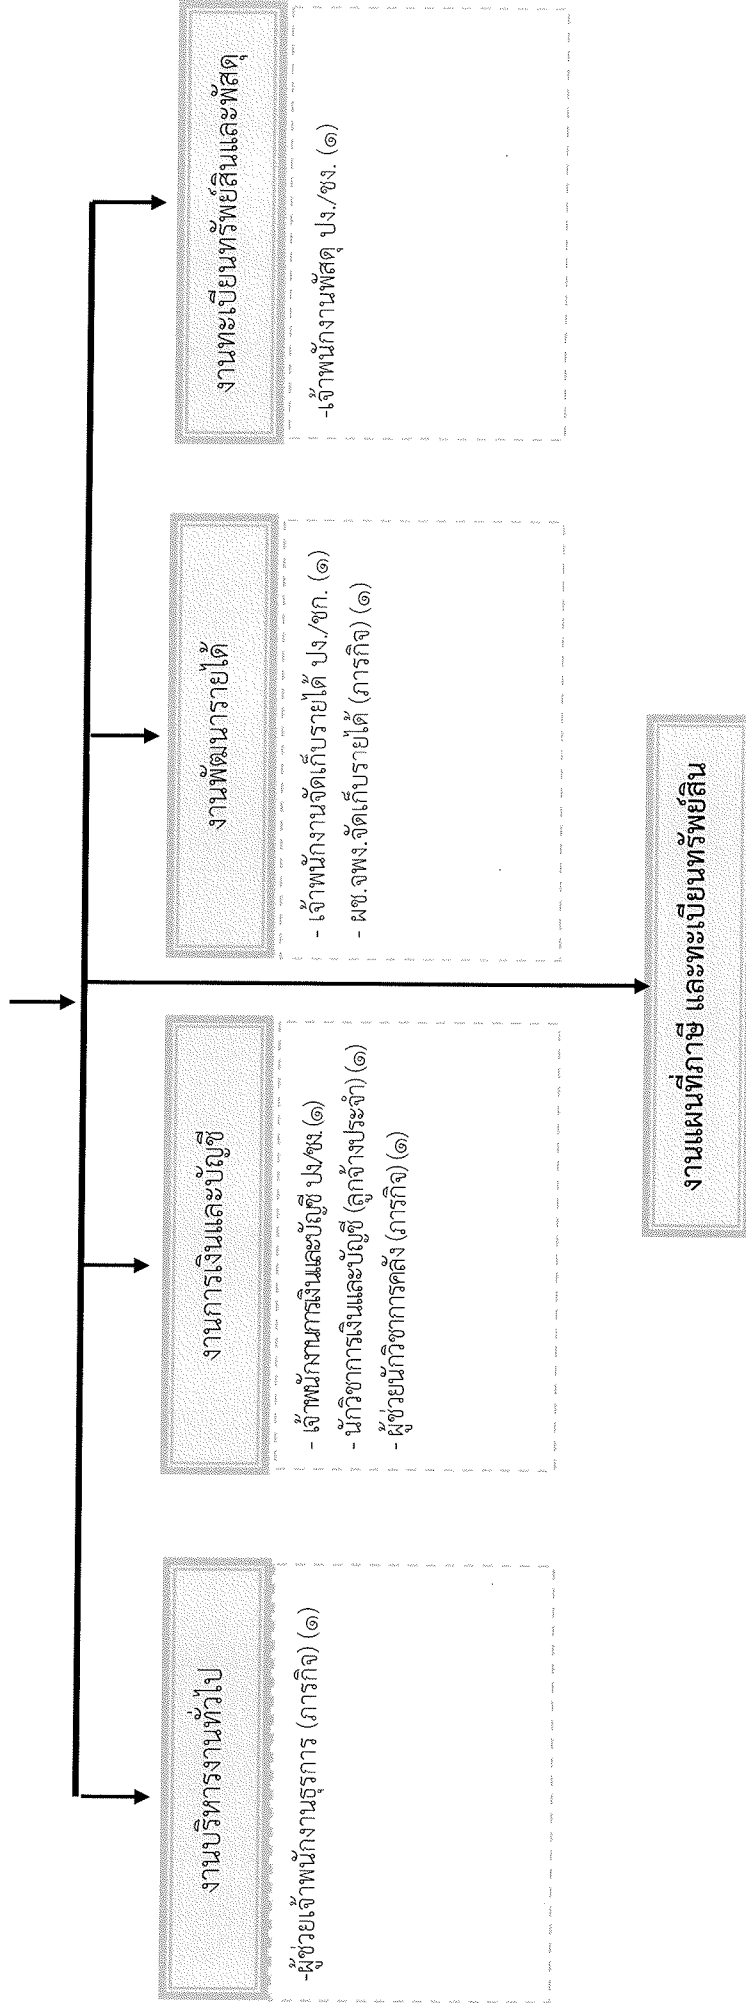 งานบริหารงานทั่วไป
-ผู้ช่วยเจ้าพนักงานธุรการ (ภารกิจ) (๑)
งานการเงินและบัญชี
- เจ้าพนักงานการเงินและบัญชี ปง/ชง.(๑)
- นักวิชาการเงินและบัญชี (ลูกจ้างประจำ) (๑)
- ผู้ช่วยนักวิชาการคลัง (ภารกิจ) (๑)
งานพัฒนารายได้
- เจ้าพนักงานจัดเก็บรายได้ ปง./ชก. (๑)
- ผช.จพง.จัดเก็บรายได้ (ภารกิจ) (๑)
งานทะเบียนทรัพย์สินและพัสดุ
-เจ้าพนักงานพัสดุ ปง./ชง. (๑)
งานแผนที่ภาษี และทะเบียนทรัพย์สิน